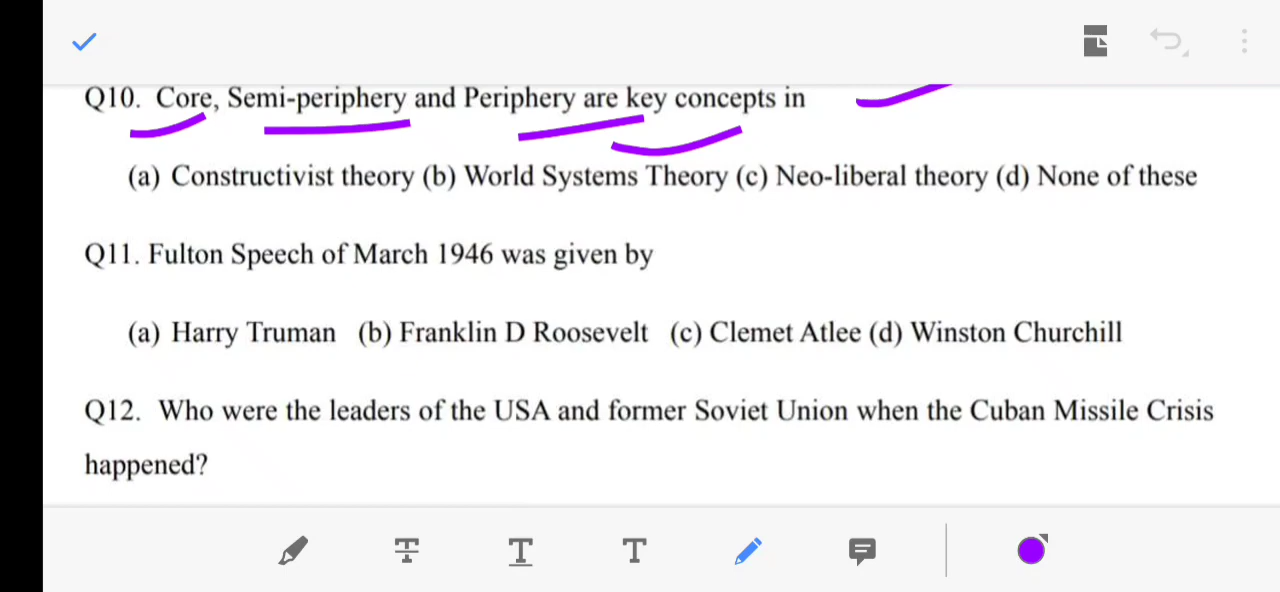 Q10. Core, Semi-periphery and Periphery are key concepts in
(a) Constructivist theory (b) World Systems Theory (c) Neo-liberal theory (d) None of these
Q11. Fulton Speech of March 1946 was given by
(a) Harry Truman (b) Franklin D Roosevelt (c) Clemet Atlee (d) Winston Churchill
Q12. Who were the leaders of the USA and former Soviet Union when the Cuban Missile Crisis
happened?